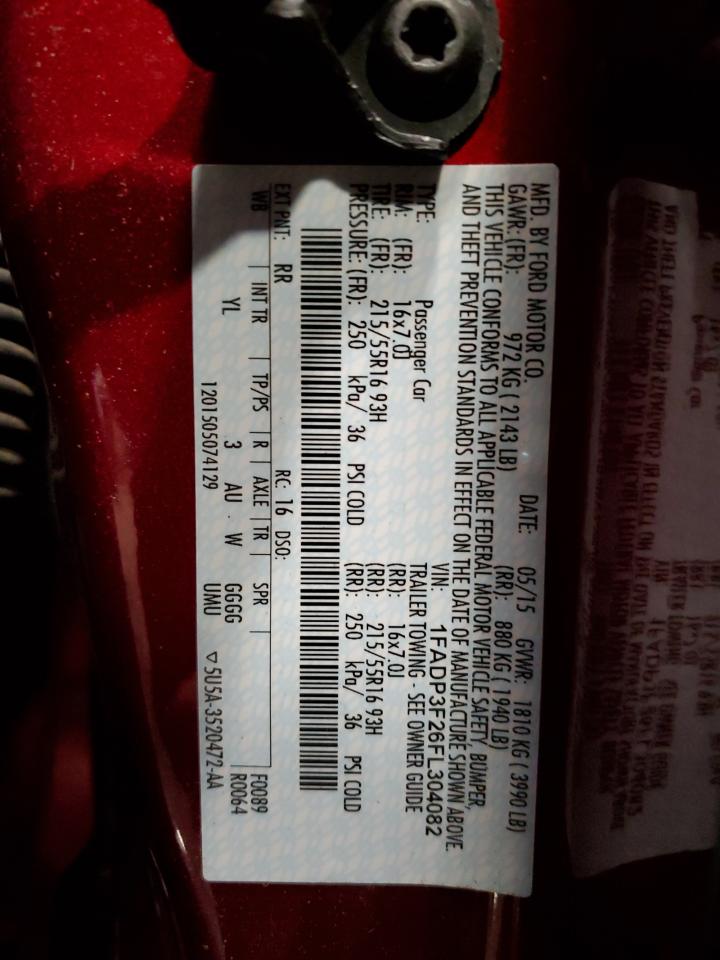 MFD. BY FORD MOTOR CO. DATE: 05/15 GVWR: 1810 KG ( 3990 LB)
GAWR: (FR): 972 KG ( 2143 LB) (RR): 880 KG ( 1940 LB)
THIS VEHICLE CONFORMS TO ALL APPLICABLE FEDERAL MOTOR VEHICLE SAFETY, BUMPER,
AND THEFT PREVENTION STANDARDS IN EFFECT ON THE DATE OF MANUFACTURE SHOWN ABOVE.
VIN: 1FADP3F26FL304082
TYPE: Passenger Car TRAILER TOWING - SEE OWNER GUIDE
RIM: (FR): 16x7.0J (RR): 16x7.0J
TIRE: (FR): 215/55R16 93H (RR): 215/55R16 93H
PRESSURE: (FR): 250 kPa/ 36 PSI COLD (RR): 250 kPa/ 36 PSI COLD
EXT PNT: RR RC: 16 DSO:
WB INT TR TP/PS R AXLE TR SPR F0089
YL 3 AU W GGGG R0064
1201505074129 UMU ▽5U5A-3520472-AA